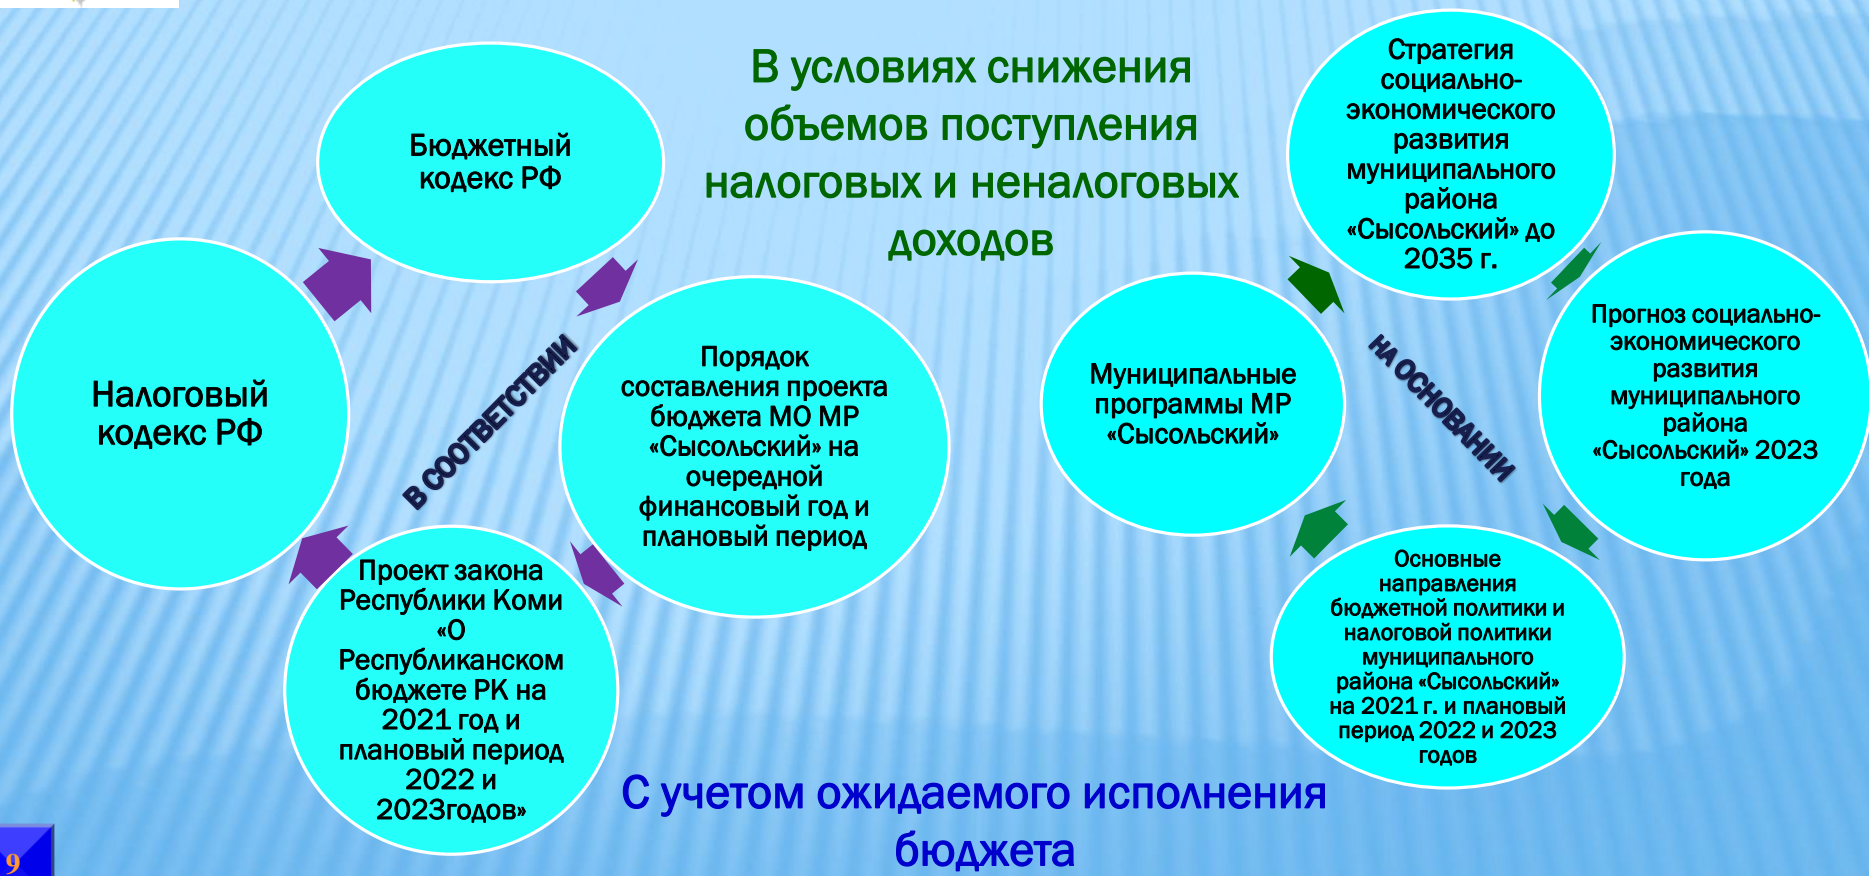 В условиях снижения
объемов поступления
налоговых и неналоговых
доходов
Бюджетный
кодекс РФ
Налоговый
кодекс РФ
В СООТВЕТСТВИИ
Порядок
составления проекта
бюджета МО МР
«Сысольский» на
очередной
финансовый год и
плановый период
Проект закона
Республики Коми
«О
Республиканском
бюджете РК на
2021 год и
плановый период
2022 и
2023годов»
Стратегия
социально-
экономического
развития
муниципального
района
«Сысольский» до
2035 г.
Муниципальные
программы МР
«Сысольский»
НА ОСНОВАНИИ
Прогноз социально-
экономического
развития
муниципального
района
«Сысольский» 2023
года
Основные
направления
бюджетной политики и
налоговой политики
муниципального
района «Сысольский»
на 2021 г. и плановый
период 2022 и 2023
годов
С учетом ожидаемого исполнения
бюджета
9